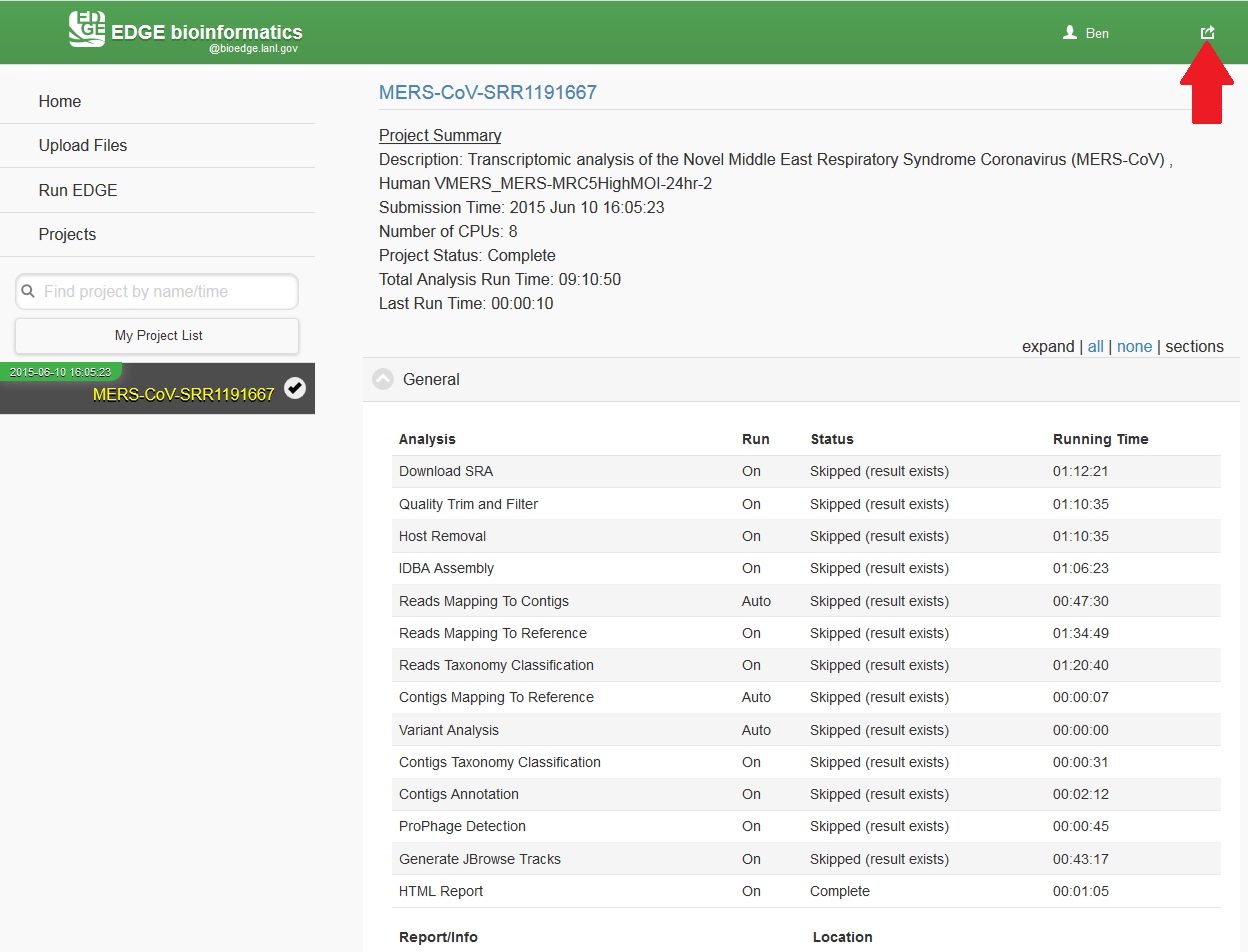 ED
GE
EDGE bioinformatics
@bioedge.lanl.gov
Ben
Home
Upload Files
Run EDGE
Projects
Find project by name/time
My Project List
2015-06-10 16:05:23
MERS-CoV-SRR1191667
MERS-CoV-SRR1191667
Project Summary
Description: Transcriptomic analysis of the Novel Middle East Respiratory Syndrome Coronavirus (MERS-CoV) ,
Human VMERS_MERS-MRC5HighMOI-24hr-2
Submission Time: 2015 Jun 10 16:05:23
Number of CPUs: 8
Project Status: Complete
Total Analysis Run Time: 09:10:50
Last Run Time: 00:00:10
expand | all | none | sections
General
Analysis Run Status Running Time
Download SRA On Skipped (result exists) 01:12:21
Quality Trim and Filter On Skipped (result exists) 01:10:35
Host Removal On Skipped (result exists) 01:10:35
IDBA Assembly On Skipped (result exists) 01:06:23
Reads Mapping To Contigs Auto Skipped (result exists) 00:47:30
Reads Mapping To Reference On Skipped (result exists) 01:34:49
Reads Taxonomy Classification On Skipped (result exists) 01:20:40
Contigs Mapping To Reference Auto Skipped (result exists) 00:00:07
Variant Analysis Auto Skipped (result exists) 00:00:00
Contigs Taxonomy Classification On Skipped (result exists) 00:00:31
Contigs Annotation On Skipped (result exists) 00:02:12
ProPhage Detection On Skipped (result exists) 00:00:45
Generate JBrowse Tracks On Skipped (result exists) 00:43:17
HTML Report On Complete 00:01:05
Report/Info Location